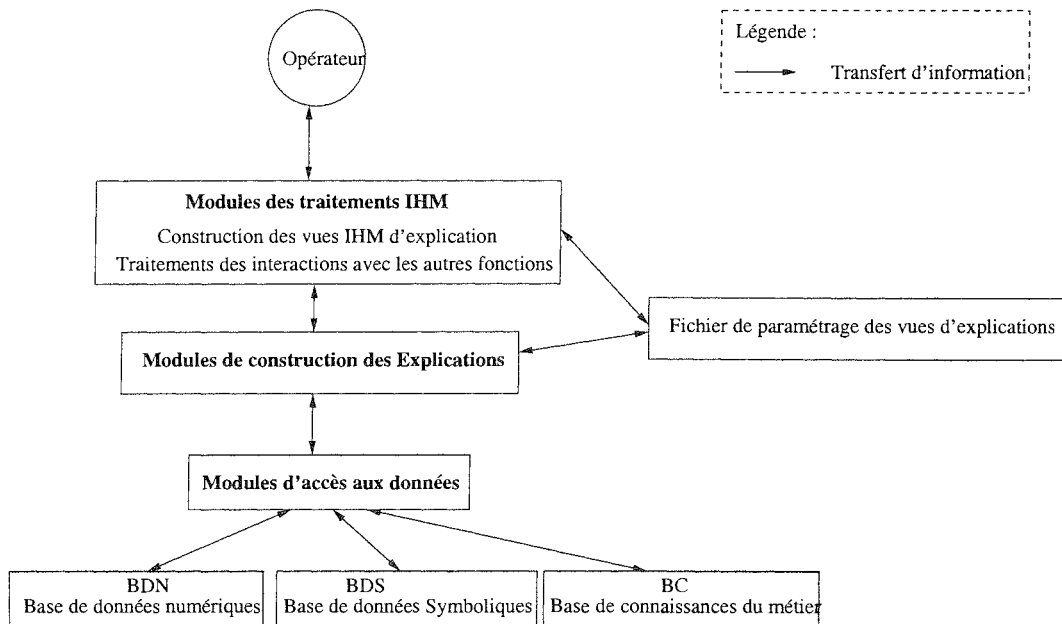 Opérateur
Légende :
Transfert d'information
Modules des traitements IHM
Construction des vues IHM d'explication
Traitements des interactions avec les autres fonctions
Fichier de paramétrage des vues d'explications
Modules de construction des Explications
Modules d'accès aux données
BDN
Base de données numériques
BDS
Base de données Symboliques
BC
Base de connaissances du métier